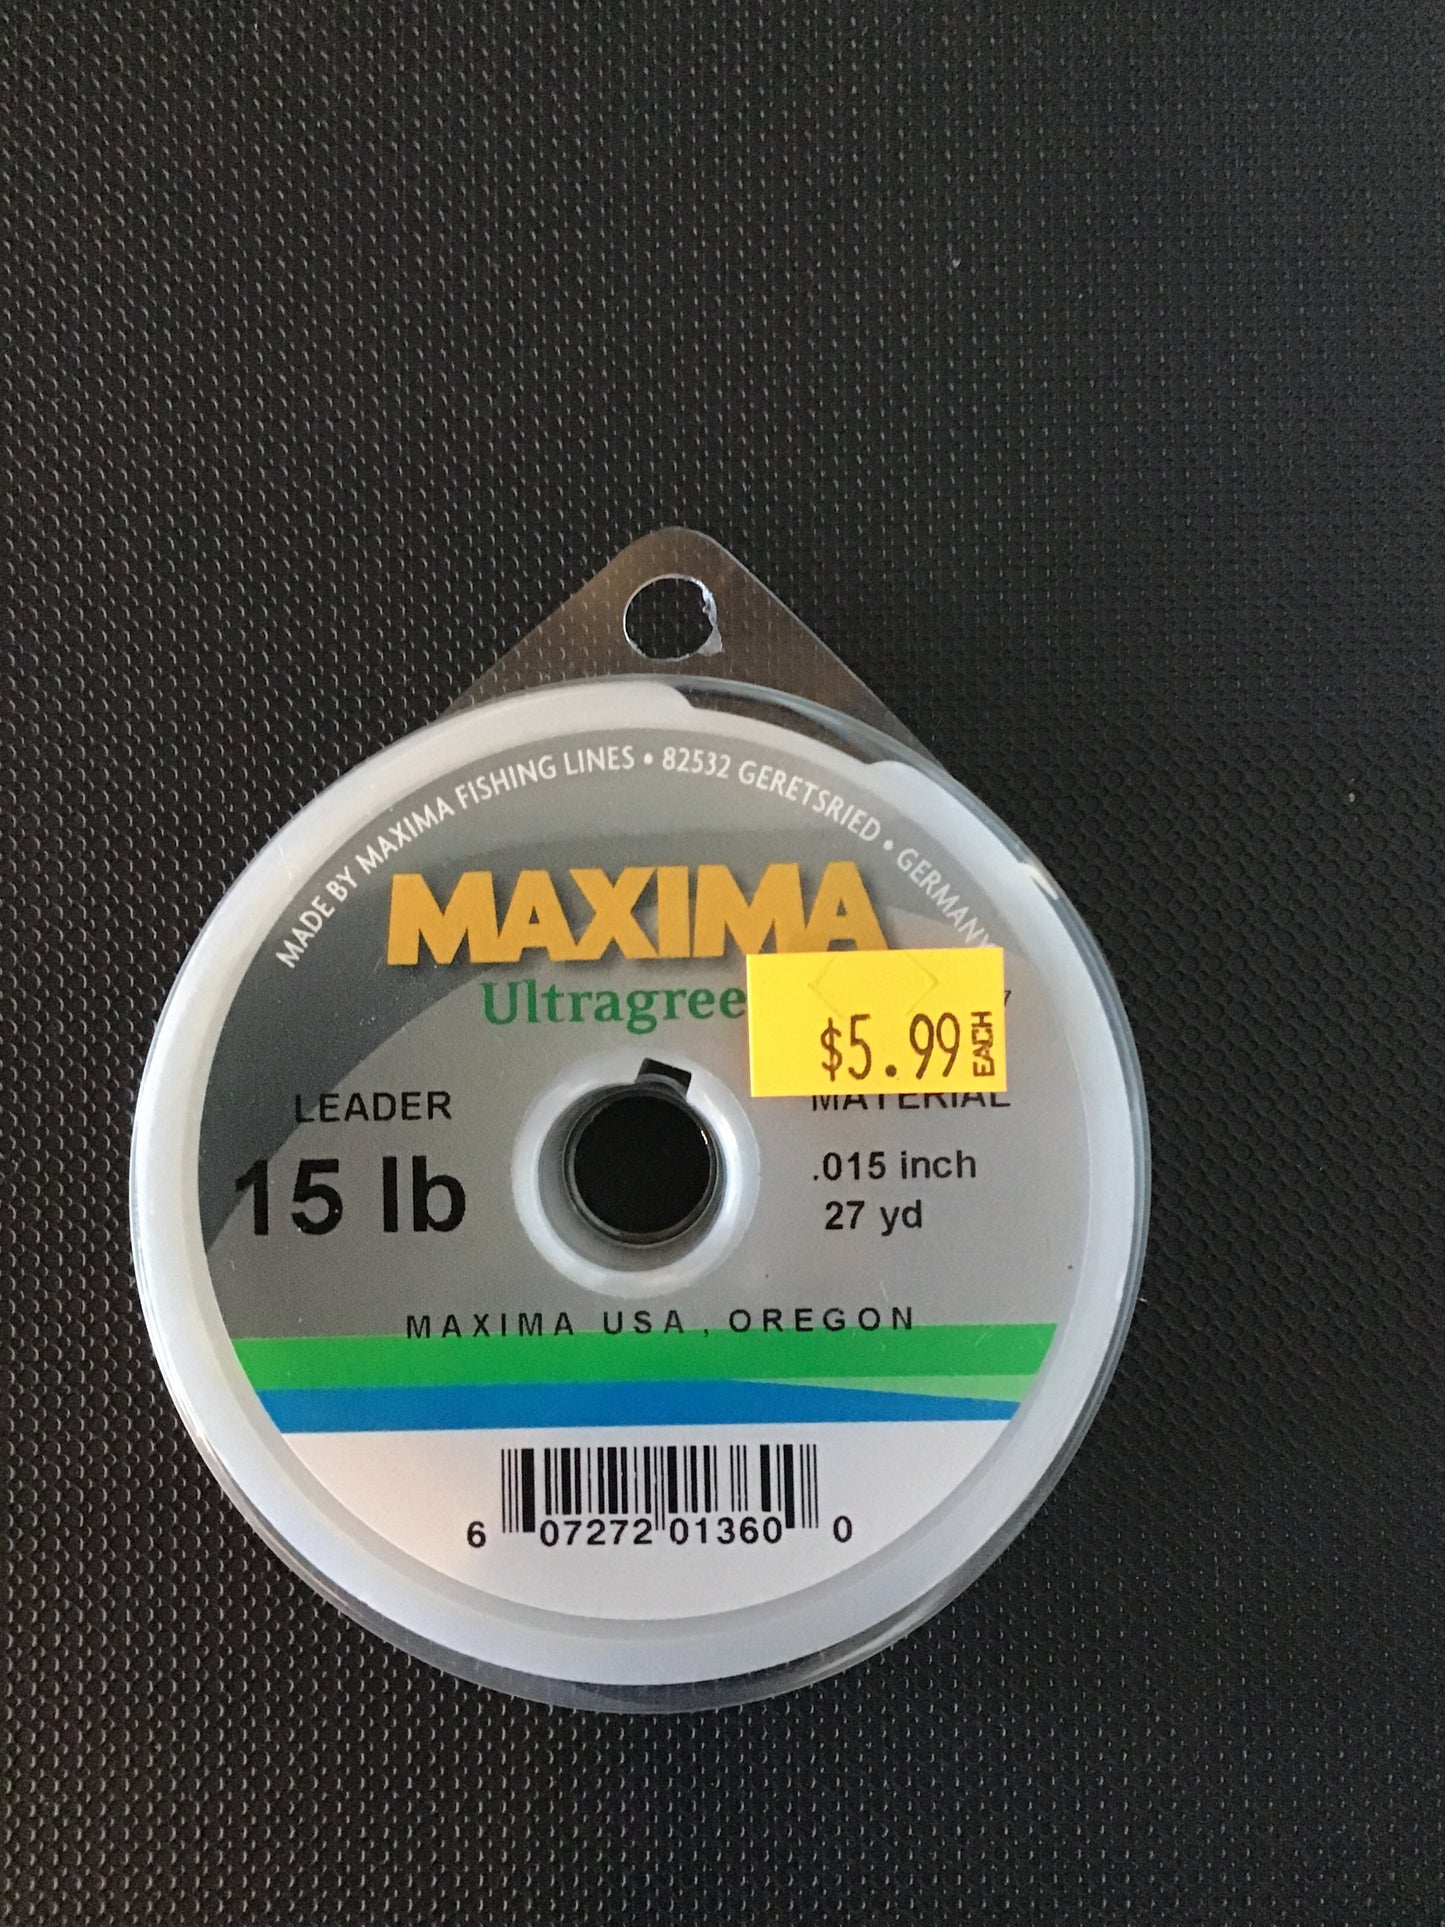 MADE BY MAXIMA FISHING LINES • 82532 GERETSRIED • GERMANY
MAXIMA
Ultragree
7
$5.99 EACH
LEADER
MATERIAL
15 lb
.015 inch
27 yd
MAXIMA USA, OREGON
6 07272 01360 0